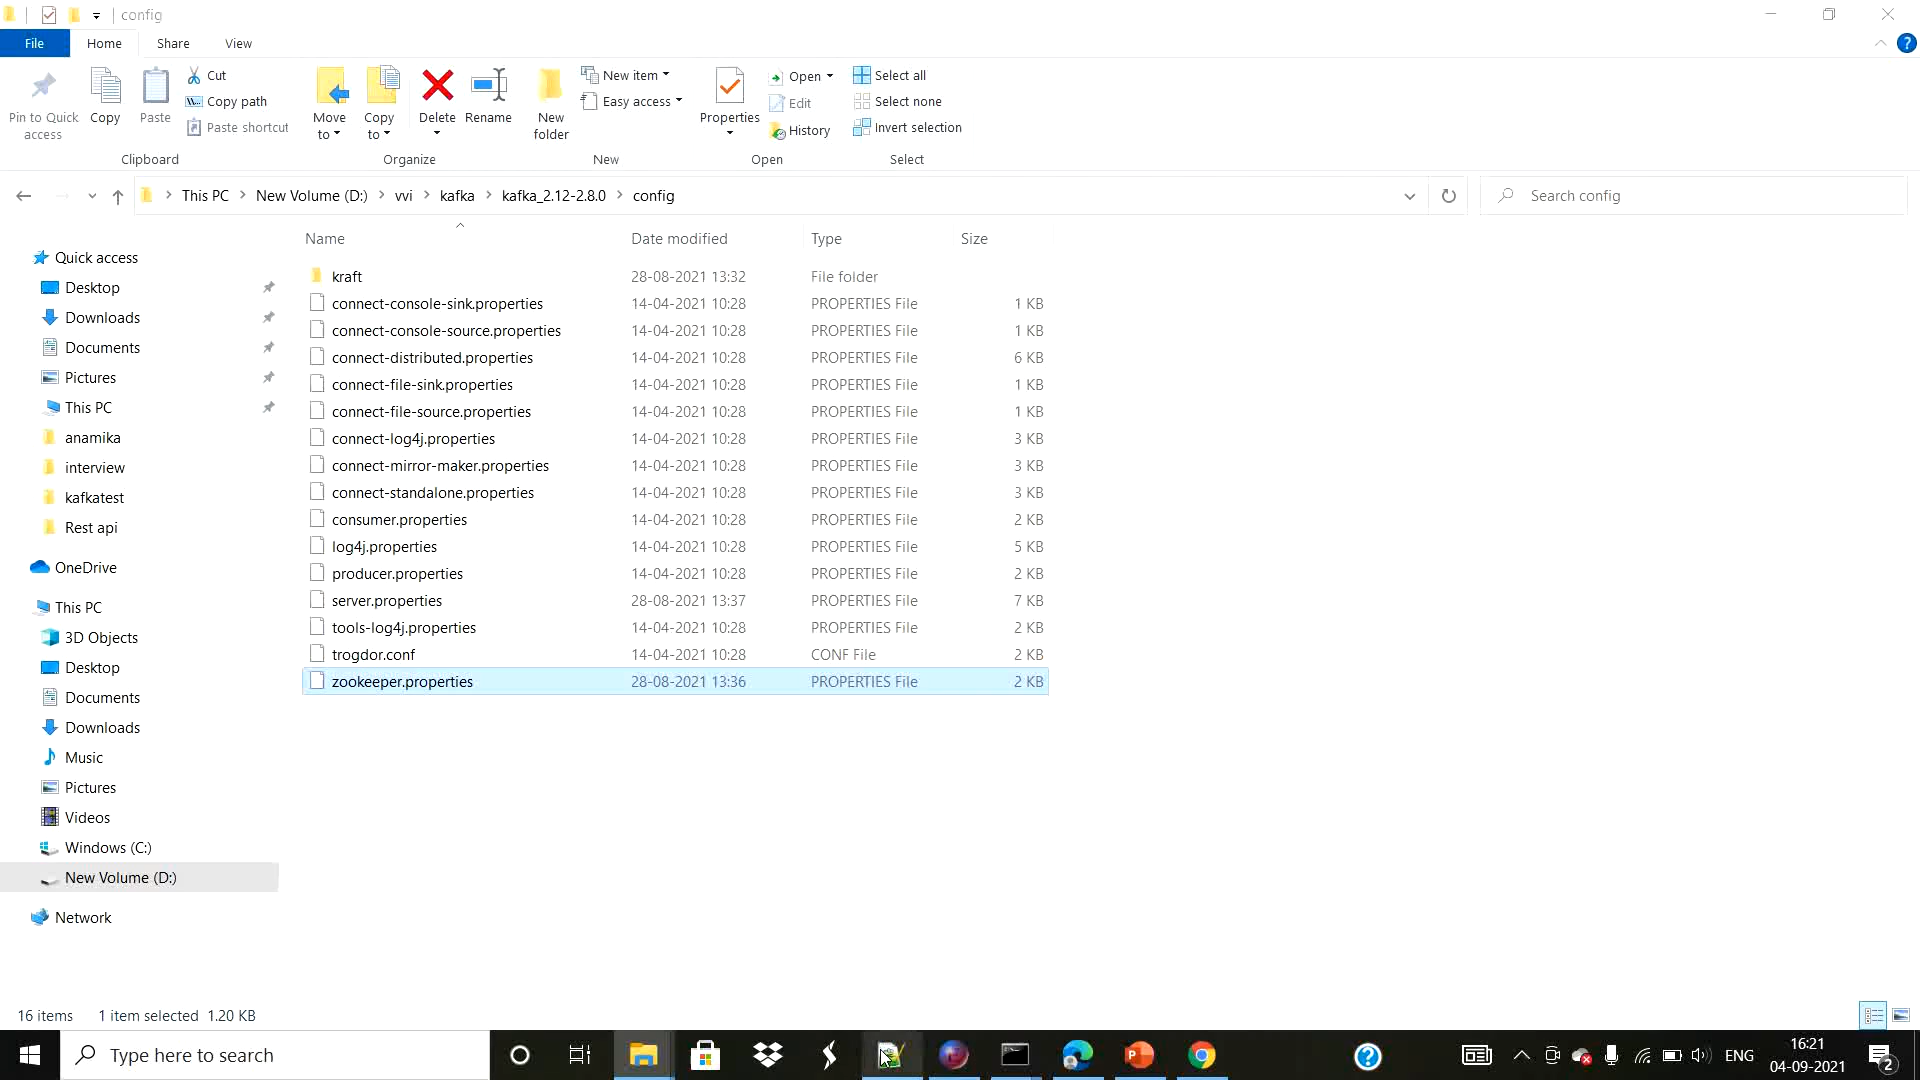 config
File
Home
Share
View
Pin to Quick access
Copy
Paste
Cut
Copy path
Paste shortcut
Clipboard
Move to
Copy to
Delete
Rename
Organize
New folder
New item
Easy access
New
Properties
Open
Edit
History
Open
Select all
Select none
Invert selection
Select
This PC > New Volume (D:) > vvi > kafka > kafka_2.12-2.8.0 > config
Search config
Name Date modified Type Size
kraft 28-08-2021 13:32 File folder
connect-console-sink.properties 14-04-2021 10:28 PROPERTIES File 1 KB
connect-console-source.properties 14-04-2021 10:28 PROPERTIES File 1 KB
connect-distributed.properties 14-04-2021 10:28 PROPERTIES File 6 KB
connect-file-sink.properties 14-04-2021 10:28 PROPERTIES File 1 KB
connect-file-source.properties 14-04-2021 10:28 PROPERTIES File 1 KB
connect-log4j.properties 14-04-2021 10:28 PROPERTIES File 3 KB
connect-mirror-maker.properties 14-04-2021 10:28 PROPERTIES File 3 KB
connect-standalone.properties 14-04-2021 10:28 PROPERTIES File 3 KB
consumer.properties 14-04-2021 10:28 PROPERTIES File 2 KB
log4j.properties 14-04-2021 10:28 PROPERTIES File 5 KB
producer.properties 14-04-2021 10:28 PROPERTIES File 2 KB
server.properties 28-08-2021 13:37 PROPERTIES File 7 KB
tools-log4j.properties 14-04-2021 10:28 PROPERTIES File 2 KB
trogdor.conf 14-04-2021 10:28 CONF File 2 KB
zookeeper.properties 28-08-2021 13:36 PROPERTIES File 2 KB
Quick access
Desktop
Downloads
Documents
Pictures
This PC
anamika
interview
kafkatest
Rest api
OneDrive
This PC
3D Objects
Desktop
Documents
Downloads
Music
Pictures
Videos
Windows (C:)
New Volume (D:)
Network
16 items 1 item selected 1.20 KB
Type here to search
ENG
16:21
04-09-2021
2